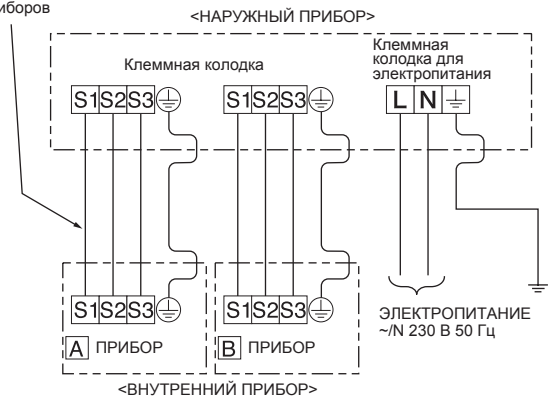 <НАРУЖНЫЙ ПРИБОР>
Клеммная колодка
Клеммная
колодка для
электропитания
S1 S2 S3
S1 S2 S3
L N
S1 S2 S3
S1 S2 S3
A ПРИБОР
B ПРИБОР
ЭЛЕКТРОПИТАНИЕ
~/N 230 В 50 Гц
<ВНУТРЕННИЙ ПРИБОР>